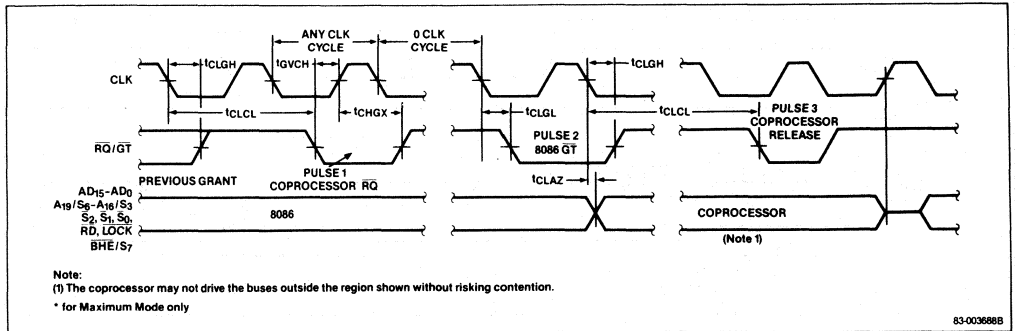 ANY CLK
CYCLE
0 CLK
CYCLE
tCLGH
tGVCH
tCLGH
CLK
tCLCL
tCHGX
tCLGL
tCLCL
PULSE 3
COPROCESSOR
RELEASE
RQ/GT
PULSE 2
8086 GT
PREVIOUS GRANT
PULSE 1
COPROCESSOR RQ
tCLAZ
AD15-AD0
A19/S6-A16/S3
S2, S1, S0,
RD, LOCK
BHE/S7
8086
COPROCESSOR
(Note 1)
Note:
(1) The coprocessor may not drive the buses outside the region shown without risking contention.
* for Maximum Mode only
83-003688B